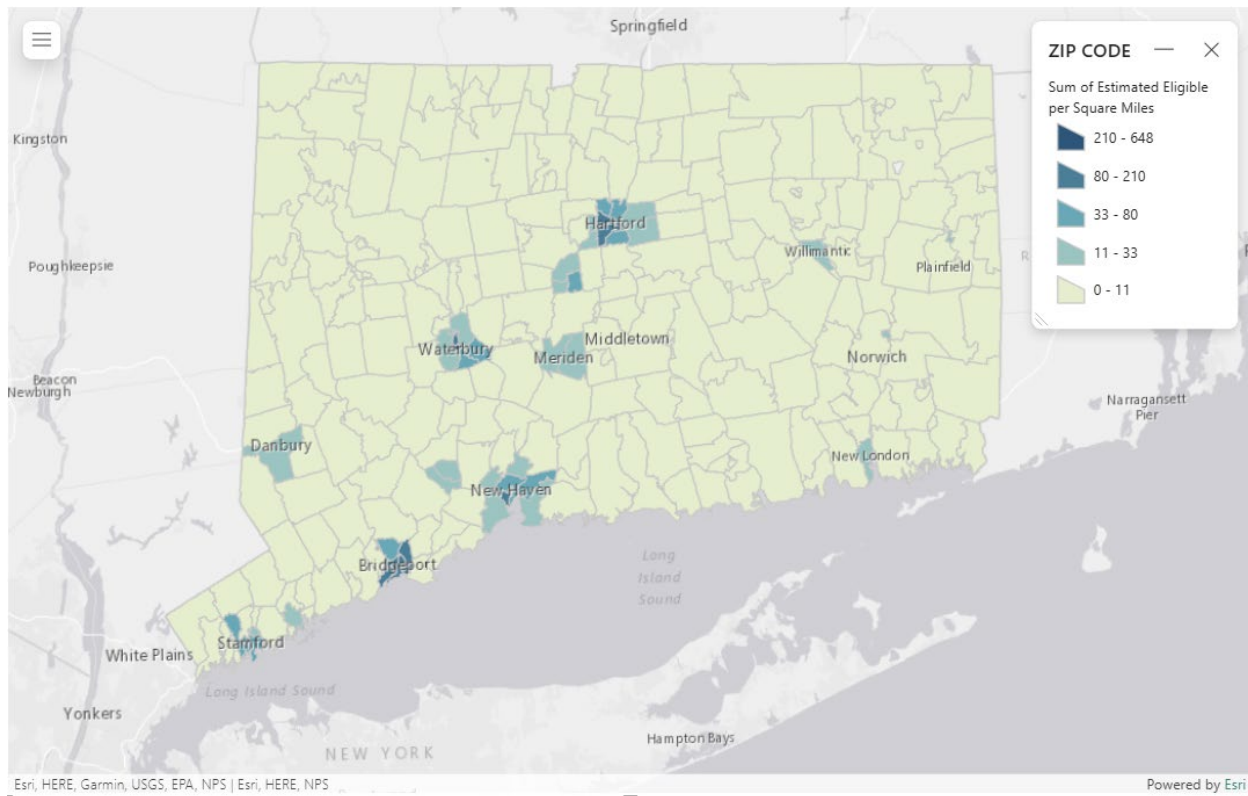 Springfield
ZIP CODE
Sum of Estimated Eligible
per Square Miles
210 - 648
80 - 210
33 - 80
11 - 33
0 - 11
Kingston
Hartford
Willimantic
Poughkeepsie
Plainfield
R
Middletown
Waterbury
Meriden
Norwich
Beacon
Newburgh
Narragansett
Pier
Danbury
New London
New Haven
Long
Island
Sound
Bridgeport
Stamford
White Plains
Long Island Sound
Yonkers
Hampton Bays
NEW YORK
Esri, HERE, Garmin, USGS, EPA, NPS | Esri, HERE, NPS
Powered by Esri